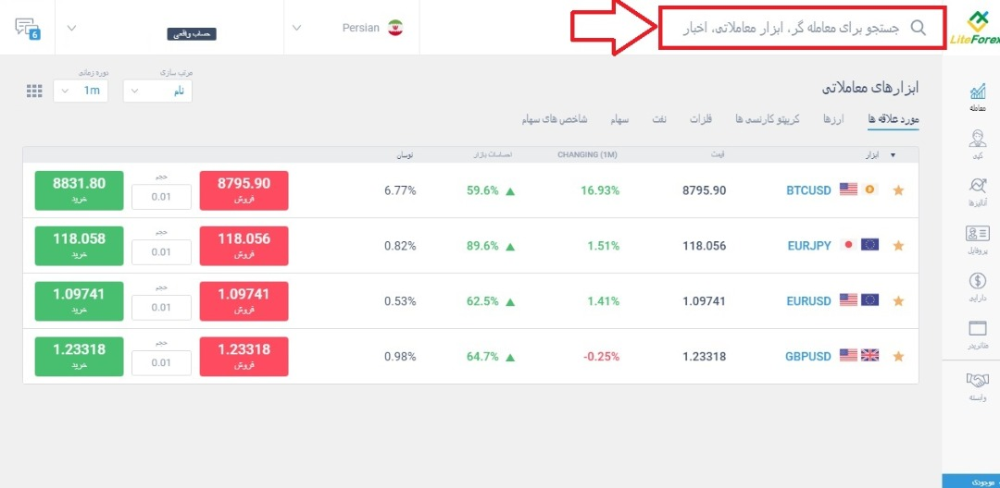 LiteForex
جستجو برای معامله گر، ابزار معاملاتی، اخبار
Persian
حساب واقعی
6
ابزارهای معاملاتی
مرتب سازی
نام
دوره زمانی
1m
مورد علاقه ها
ارزها
کریپتو کارنسی ها
فلزات
نفت
سهام
شاخص های سهام
ابزار
قیمت
CHANGING (1M)
احساسات بازار
نوسان
BTCUSD 8795.90 16.93% 59.6% 6.77%
8795.90 فروش
حجم 0.01
8831.80 خرید
EURJPY 118.056 1.51% 89.6% 0.82%
118.056 فروش
حجم 0.01
118.058 خرید
EURUSD 1.09741 1.41% 62.5% 0.53%
1.09741 فروش
حجم 0.01
1.09741 خرید
GBPUSD 1.23318 -0.25% 64.7% 0.98%
1.23318 فروش
حجم 0.01
1.23318 خرید
معامله
کپی
آنالیزها
پروفایل
دارایی
متاتریدر
وابسته
موجودی